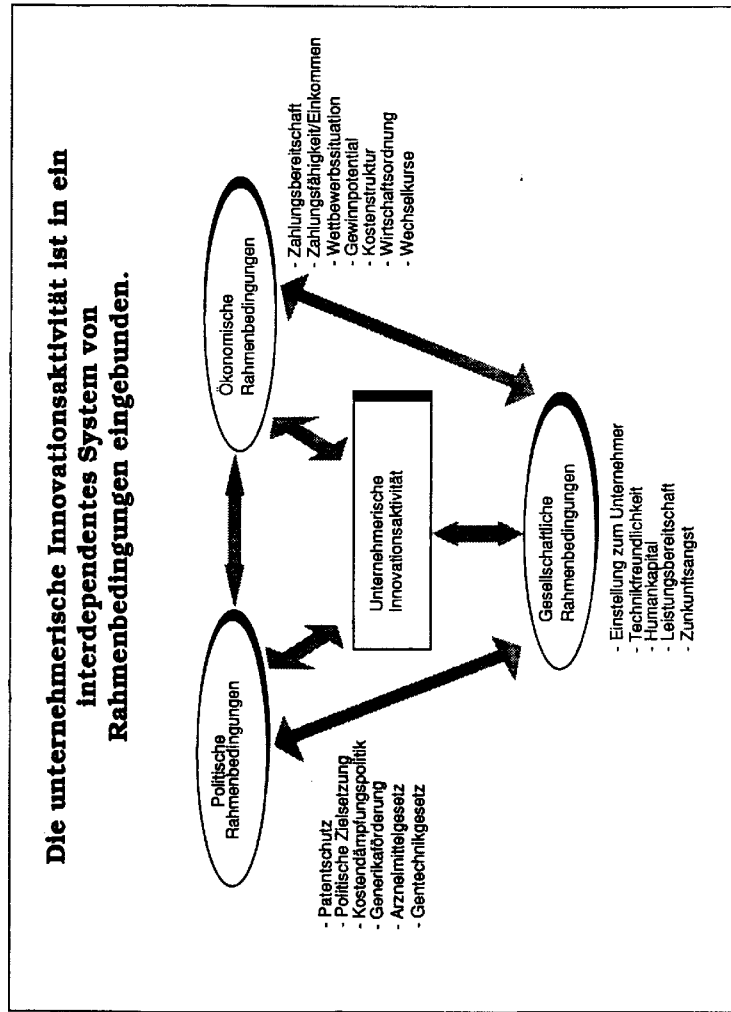 Die unternehmerische Innovationsaktivität ist in ein
interdependentes System von
Rahmenbedingungen eingebunden.
Politische
Rahmenbedingungen
Ökonomische
Rahmenbedingungen
- Patentschutz
- Politische Zielsetzung
- Kostendämpfungspolitik
- Generikaförderung
- Arzneimittelgesetz
- Gentechnikgesetz
Unternehmerische
Innovationsaktivität
- Zahlungsbereitschaft
- Zahlungsfähigkeit/Einkommen
- Wettbewerbssituation
- Gewinnpotential
- Kostenstruktur
- Wirtschaftsordnung
- Wechselkurse
Gesellschaftliche
Rahmenbedingungen
- Einstellung zum Unternehmer
- Technikfreundlichkeit
- Humankapital
- Leistungsbereitschaft
- Zunkunftsangst